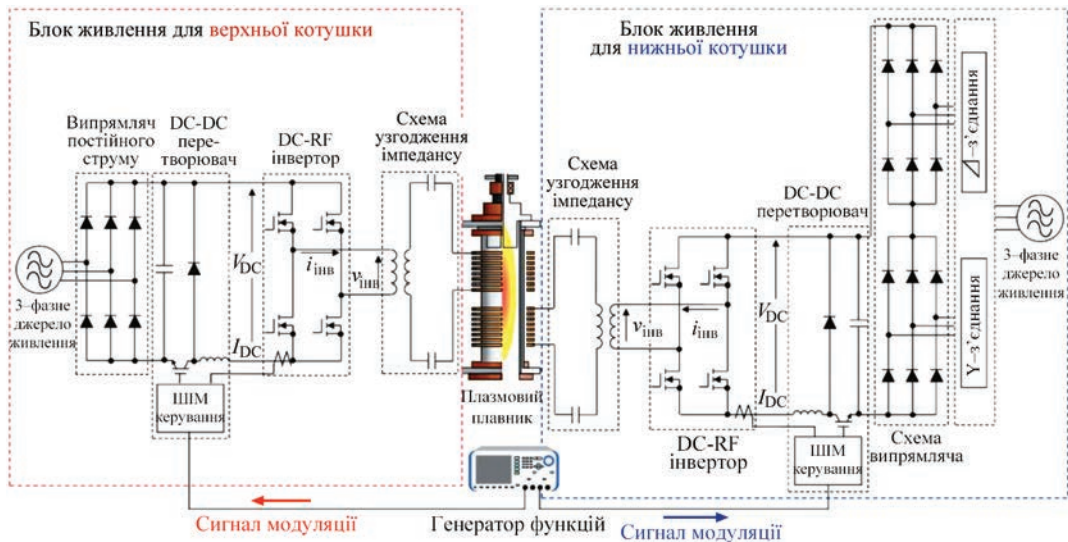 Блок живлення для верхньої котушки
Випрямляч
постійного
струму
DC-DC
пере-
творювач
DC-RF
інвертор
Схема
узгодження
імпедансу
3–фазне
джерело
живлення
V_DC
i_інв
v_інв
I_DC
ШІМ
керування
Плазмовий
плавник
Сигнал модуляції
Генератор функцій
Блок живлення
для нижньої котушки
Схема
узгодження
імпедансу
DC-DC
перетворювач
v_інв
i_інв
V_DC
I_DC
DC-RF
інвертор
ШІМ
керування
Схема
випрямляча
⊿–з’єднання
Y–з’єднання
3–фазне
джерело
живлення
Сигнал модуляції